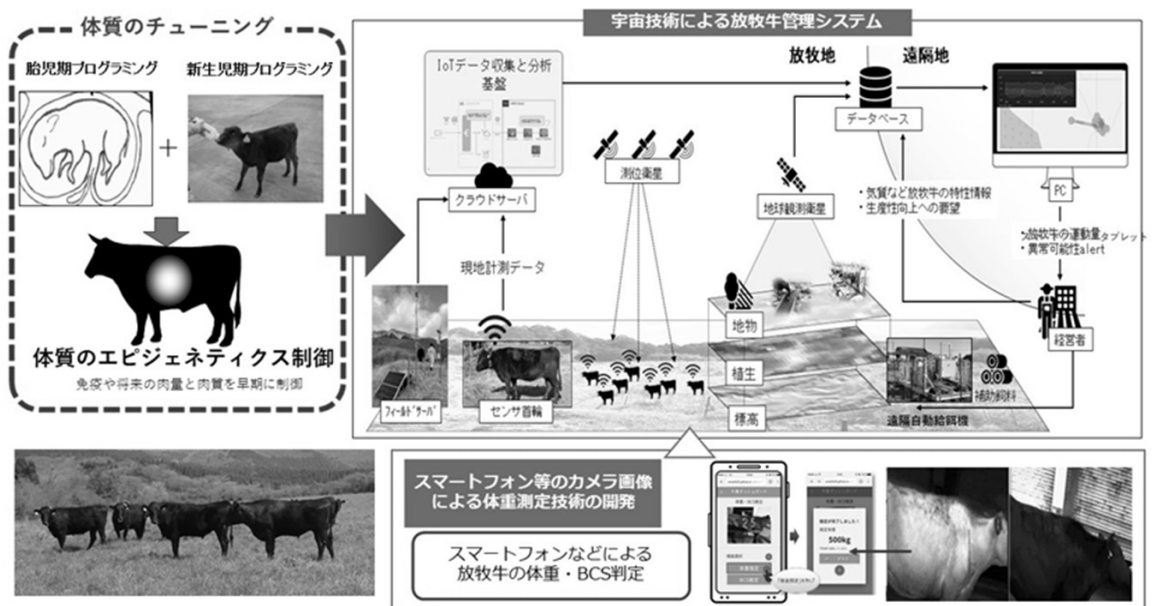 体質のチューニング
胎児期プログラミング
新生児期プログラミング
+
体質のエピジェネティクス制御
免疫や将来の肉量と肉質を早期に制御
宇宙技術による放牧牛管理システム
IoTデータ収集と分析
基盤
クラウドサーバ
現地計測データ
フィールドサーバ
センサ首輪
測位衛星
地球観測衛星
地物
植生
標高
放牧地
遠隔地
データベース
・気質など放牧牛の特性情報
・生産性向上への要望
PC
・放牧牛の運動量
タブレット
・異常可能性alert
経営者
遠隔自動給餌機
補助飼料
スマートフォン等のカメラ画像
による体重測定技術の開発
スマートフォンなどによる
放牧牛の体重・BCS判定
500kg